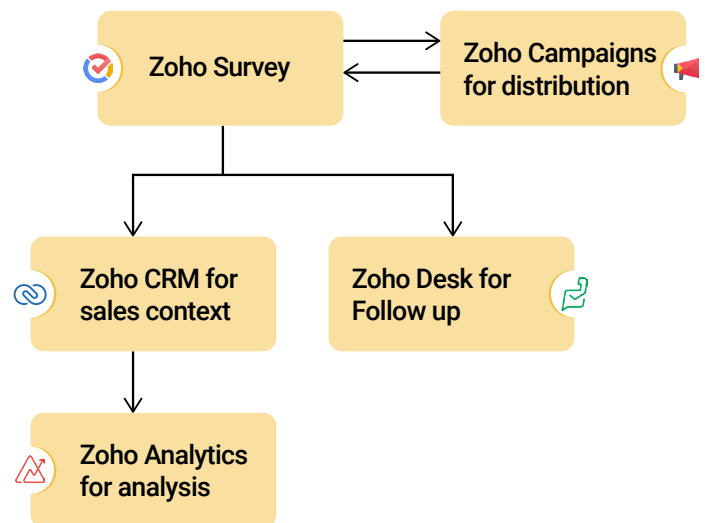 Zoho Survey
Zoho Campaigns
for distribution
Zoho CRM for
sales context
Zoho Desk for
Follow up
Zoho Analytics
for analysis